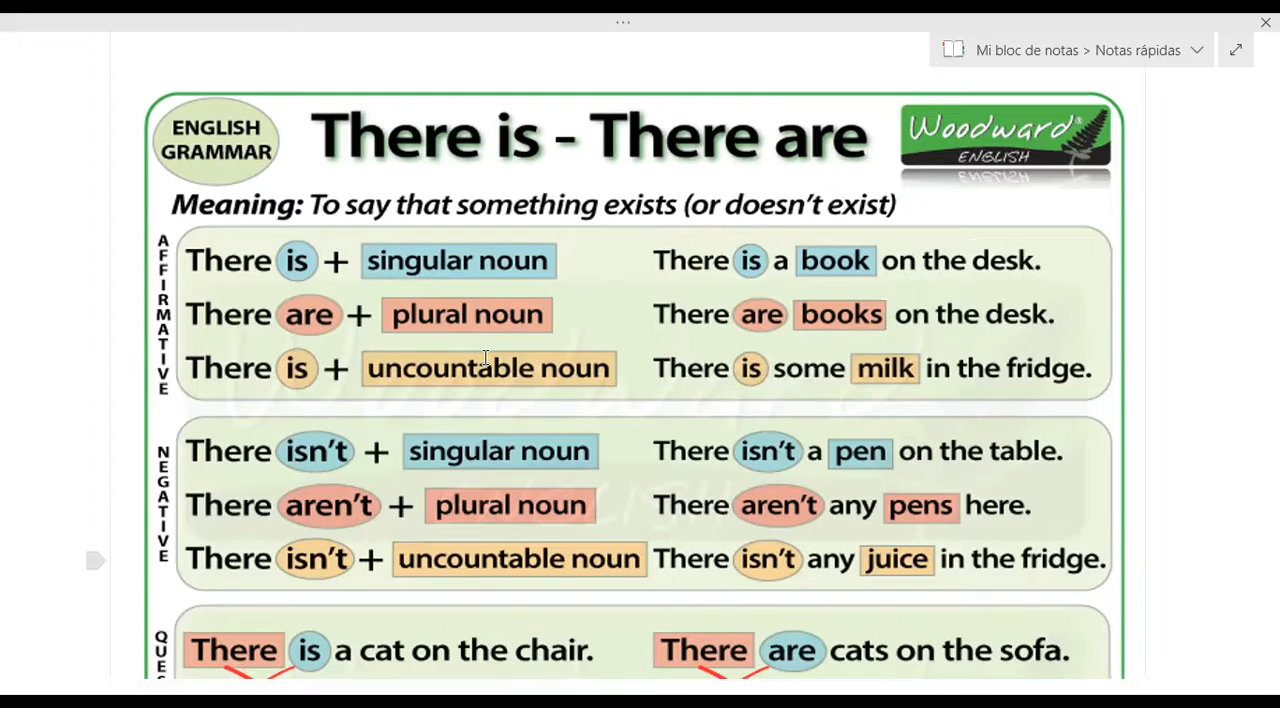 Mi bloc de notas > Notas rápidas
ENGLISH
GRAMMAR
There is - There are
Woodward®
ENGLISH
Meaning: To say that something exists (or doesn't exist)
AFFIRMATIVE
There is + singular noun
There is a book on the desk.
There are + plural noun
There are books on the desk.
There is + uncountable noun
There is some milk in the fridge.
NEGATIVE
There isn't + singular noun
There isn't a pen on the table.
There aren't + plural noun
There aren't any pens here.
There isn't + uncountable noun
There isn't any juice in the fridge.
QUE
There is a cat on the chair.
There are cats on the sofa.